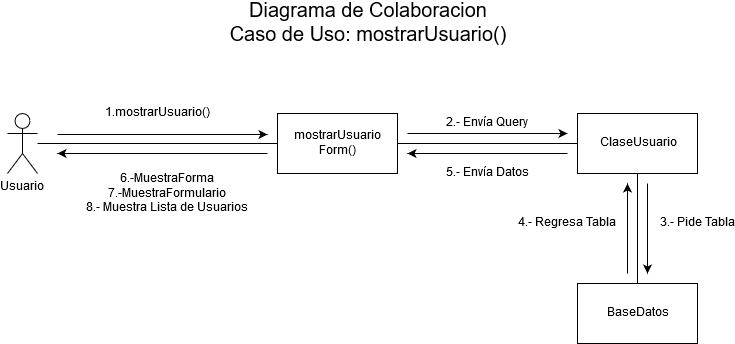 Diagrama de Colaboracion
Caso de Uso: mostrarUsuario()
1.mostrarUsuario()
Usuario
6.-MuestraForma
7.-MuestraFormulario
8.- Muestra Lista de Usuarios
mostrarUsuario
Form()
2.- Envía Query
5.- Envía Datos
ClaseUsuario
4.- Regresa Tabla
3.- Pide Tabla
BaseDatos